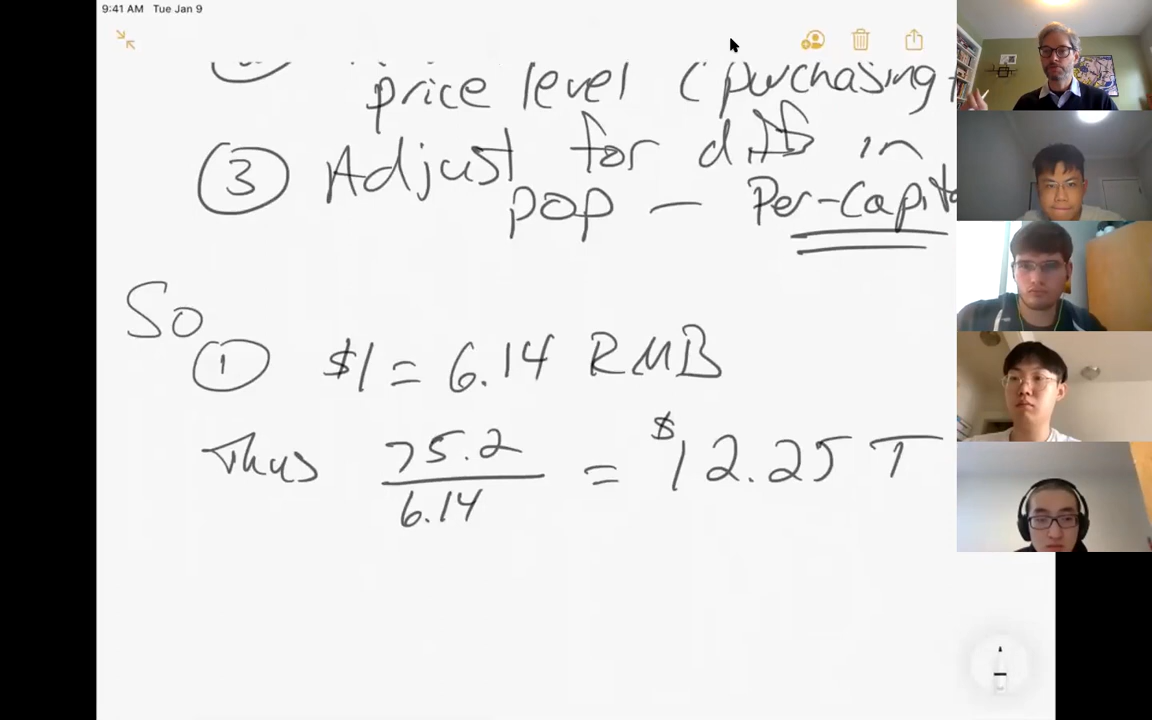 9:41 AM Tue Jan 9
price level (purchasing
③ Adjust for diff in
pop — Per-Capita
So
① $1 = 6.14 RMB
Thus 75.2 / 6.14 = $12.25 T